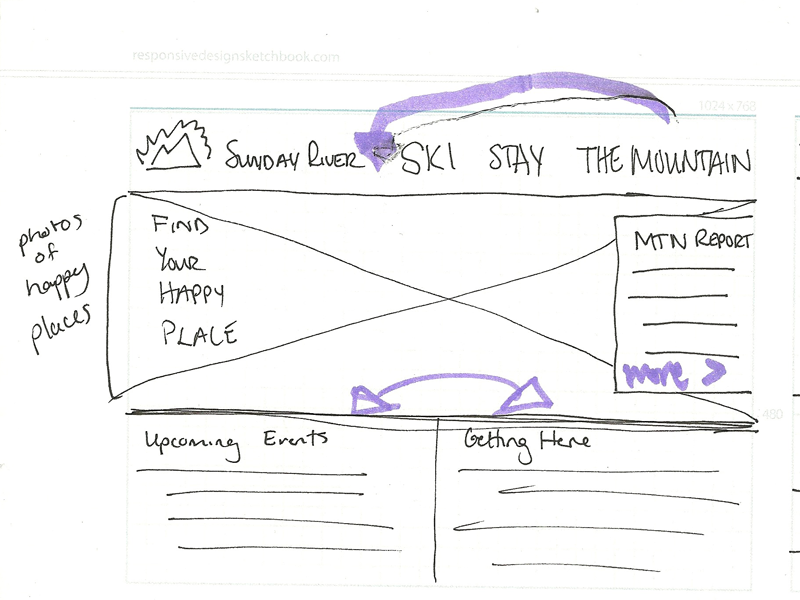 responsivedesignsketchbook.com
1024 x 768
SUNDAY RIVER SKI STAY THE MOUNTAIN
photos
of
happy
places
FIND
YOUR
HAPPY
PLACE
MTN REPORT
more >
480
Upcoming Events
Getting Here